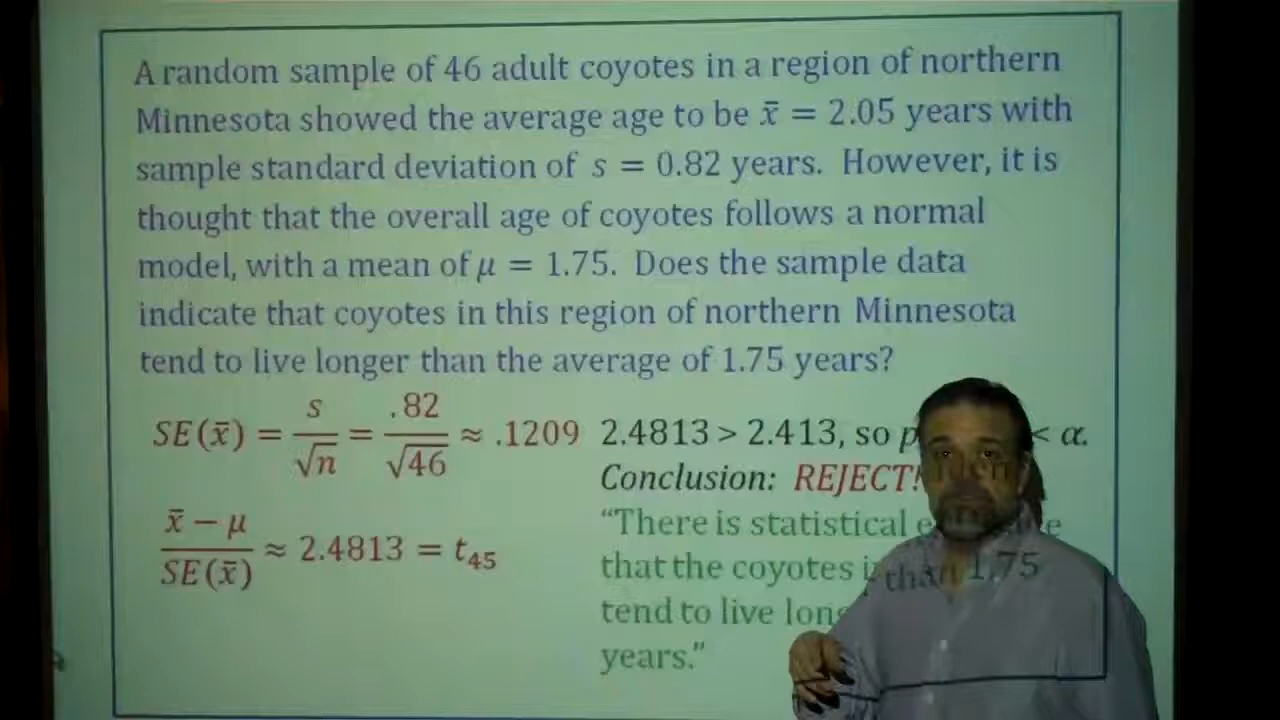 A random sample of 46 adult coyotes in a region of northern
Minnesota showed the average age to be x̄ = 2.05 years with
sample standard deviation of s = 0.82 years. However, it is
thought that the overall age of coyotes follows a normal
model, with a mean of μ = 1.75. Does the sample data
indicate that coyotes in this region of northern Minnesota
tend to live longer than the average of 1.75 years?
SE(x̄) = s/√n = .82/√46 ≈ .1209
(x̄ − μ)/SE(x̄) ≈ 2.4813 = t₄₅
2.4813 > 2.413, so < α.
Conclusion: REJECT!
“There is statistical
that the coyotes than 1.75
tend to live
years.”